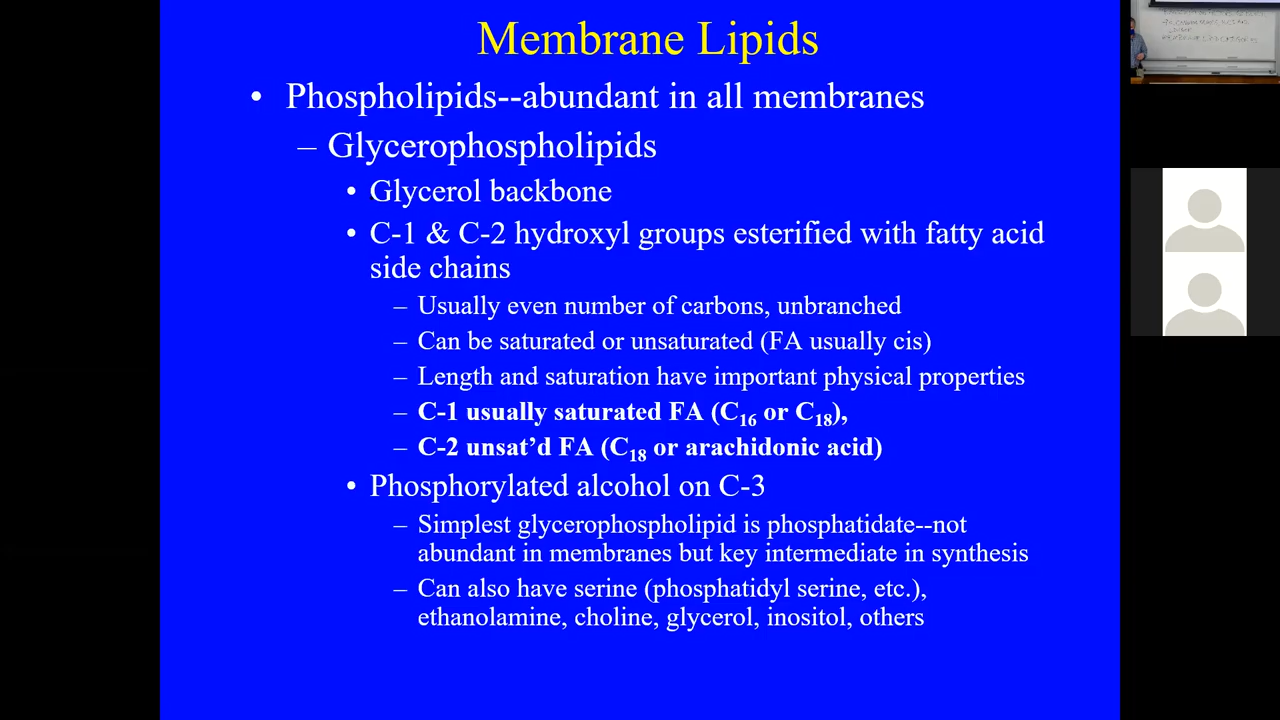 Membrane Lipids
• Phospholipids--abundant in all membranes
– Glycerophospholipids
• Glycerol backbone
• C-1 & C-2 hydroxyl groups esterified with fatty acid
side chains
– Usually even number of carbons, unbranched
– Can be saturated or unsaturated (FA usually cis)
– Length and saturation have important physical properties
– C-1 usually saturated FA (C₁₆ or C₁₈),
– C-2 unsat’d FA (C₁₈ or arachidonic acid)
• Phosphorylated alcohol on C-3
– Simplest glycerophospholipid is phosphatidate--not
abundant in membranes but key intermediate in synthesis
– Can also have serine (phosphatidyl serine, etc.),
ethanolamine, choline, glycerol, inositol, others